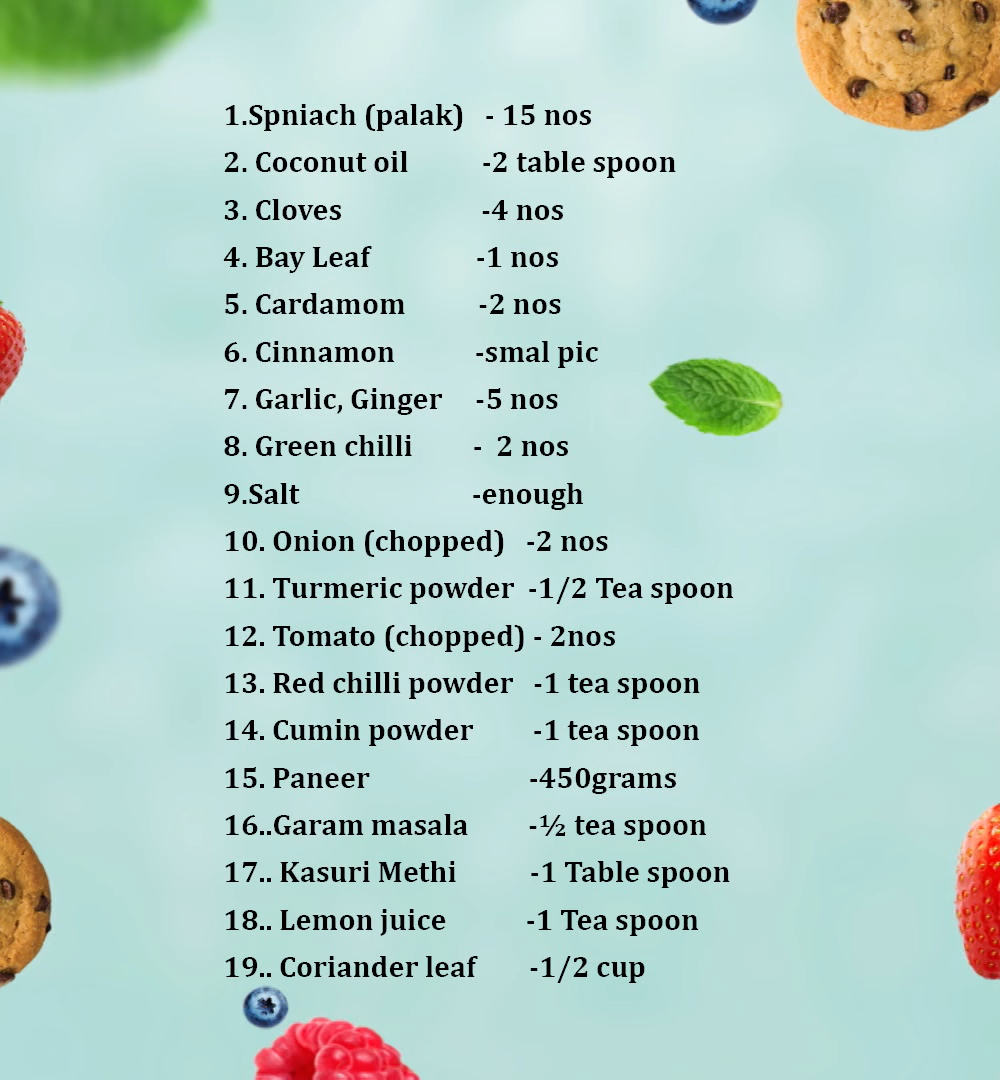 1.Spniach (palak) - 15 nos
2. Coconut oil -2 table spoon
3. Cloves -4 nos
4. Bay Leaf -1 nos
5. Cardamom -2 nos
6. Cinnamon -smal pic
7. Garlic, Ginger -5 nos
8. Green chilli - 2 nos
9.Salt -enough
10. Onion (chopped) -2 nos
11. Turmeric powder -1/2 Tea spoon
12. Tomato (chopped) - 2nos
13. Red chilli powder -1 tea spoon
14. Cumin powder -1 tea spoon
15. Paneer -450grams
16..Garam masala -½ tea spoon
17.. Kasuri Methi -1 Table spoon
18.. Lemon juice -1 Tea spoon
19.. Coriander leaf -1/2 cup